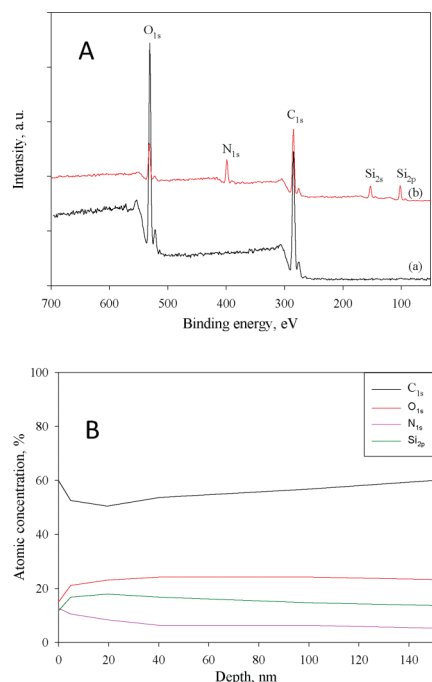 A
O1s
N1s
C1s
Si2s
Si2p
(b)
(a)
Intensity, a.u.
700 600 500 400 300 200 100
Binding energy, eV
B
C1s
O1s
N1s
Si2p
Atomic concentration, %
100
80
60
40
20
0
0 20 40 60 80 100 120 140
Depth, nm